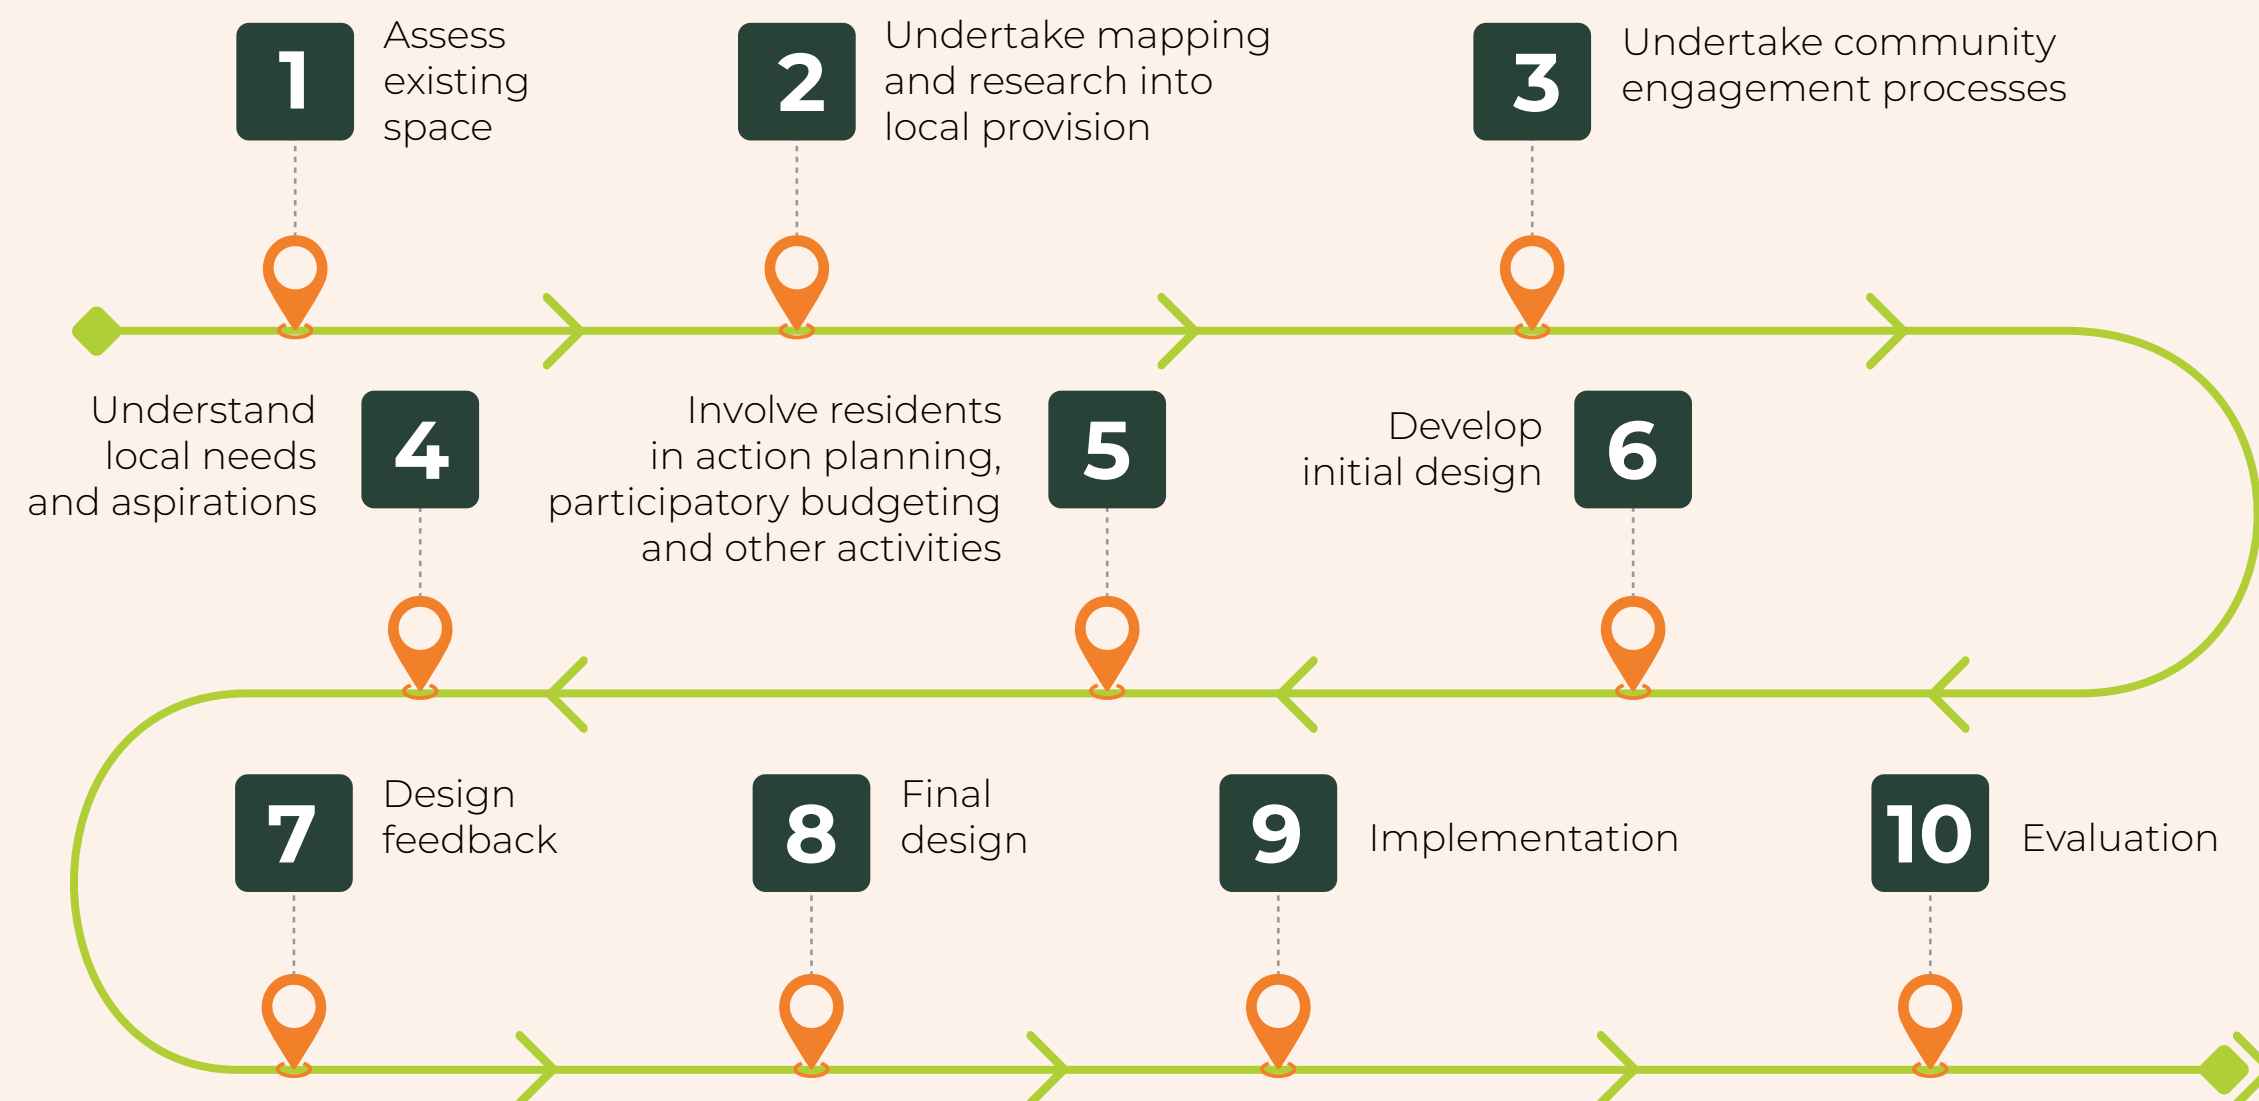 1
Assess
existing
space
2
Undertake mapping
and research into
local provision
3
Undertake community
engagement processes
4
Understand
local needs
and aspirations
5
Involve residents
in action planning,
participatory budgeting
and other activities
6
Develop
initial design
7
Design
feedback
8
Final
design
9
Implementation
10
Evaluation